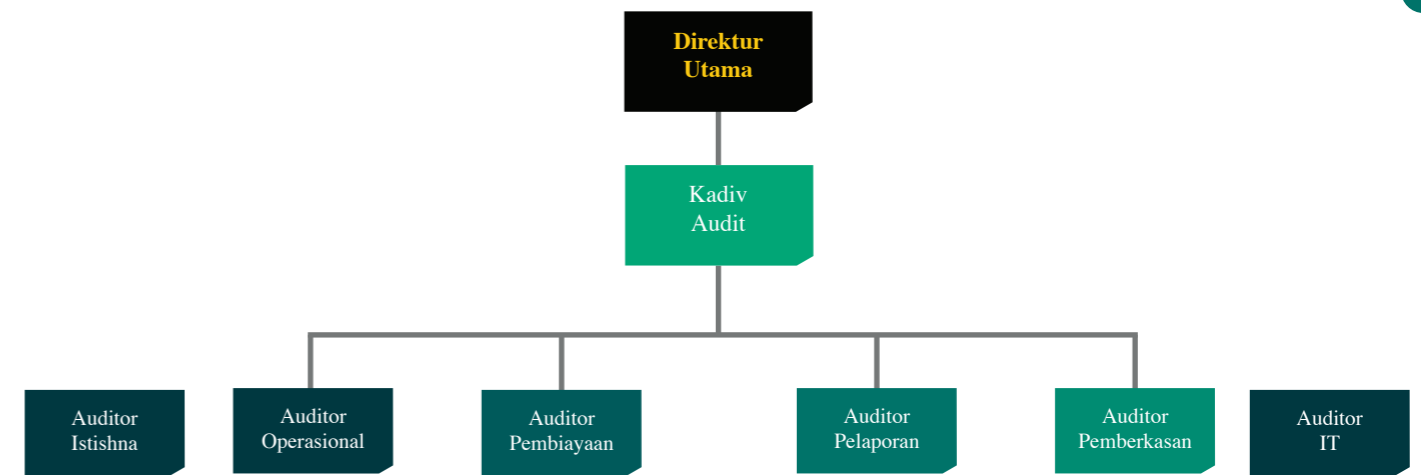 Direktur
Utama
Kadiv
Audit
Auditor
Istishna
Auditor
Operasional
Auditor
Pembiayaan
Auditor
Pelaporan
Auditor
Pemberkasan
Auditor
IT